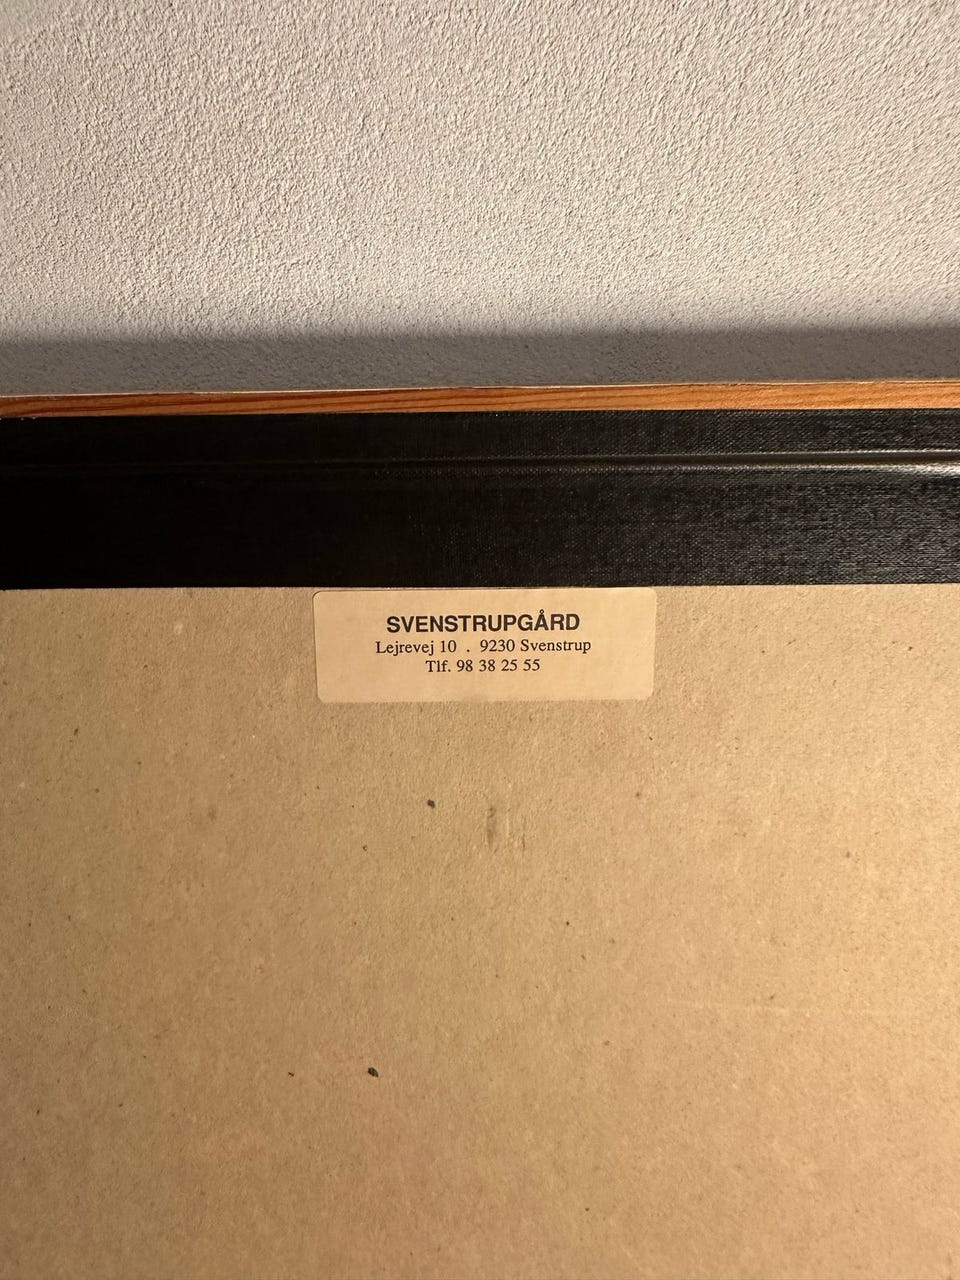 SVENSTRUPGÅRD
Lejrevej 10 . 9230 Svenstrup
Tlf. 98 38 25 55